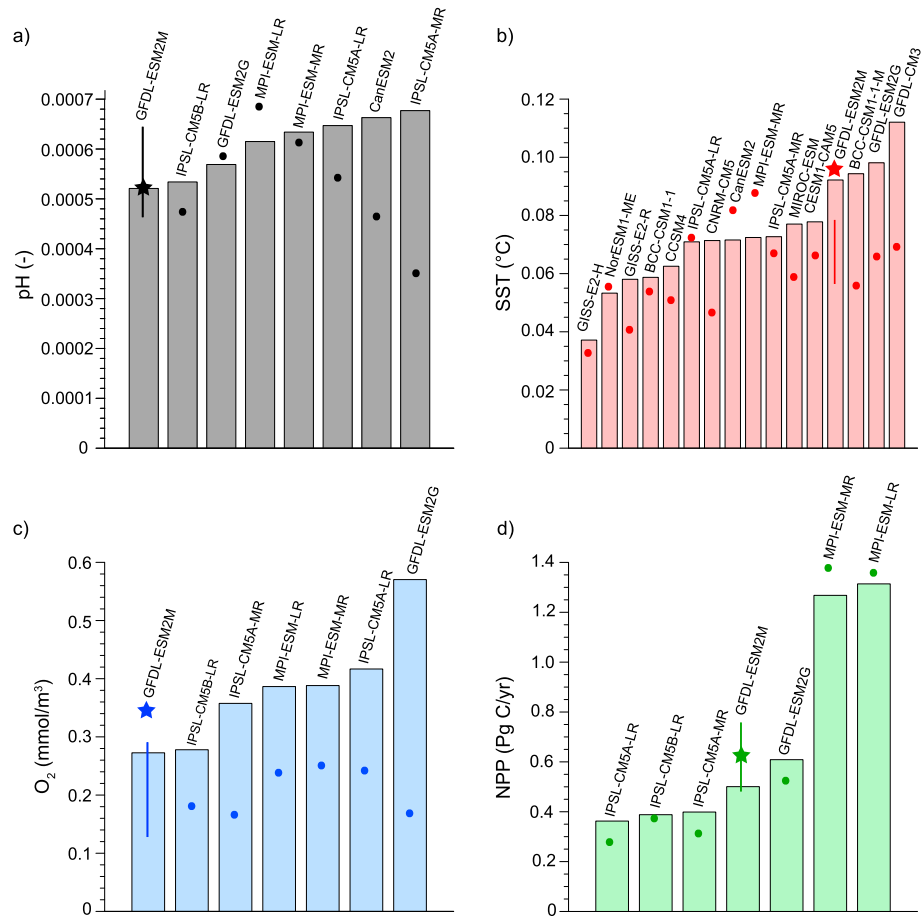 a)
pH (-)
0.0007
0.0006
0.0005
0.0004
0.0003
0.0002
0.0001
0
GFDL-ESM2M
IPSL-CM5B-LR
GFDL-ESM2G
MPI-ESM-LR
MPI-ESM-MR
IPSL-CM5A-LR
CanESM2
IPSL-CM5A-MR
b)
SST (°C)
0.12
0.10
0.08
0.06
0.04
0.02
0
GISS-E2-H
NorESM1-ME
GISS-E2-R
BCC-CSM1-1
CCSM4
IPSL-CM5A-LR
CNRM-CM5
CanESM2
MPI-ESM-MR
IPSL-CM5A-MR
MIROC-ESM
CESM1-CAM5
GFDL-ESM2M
BCC-CSM1-1-M
GFDL-ESM2G
GFDL-CM3
c)
O2 (mmol/m³)
0.6
0.5
0.4
0.3
0.2
0.1
0
GFDL-ESM2M
IPSL-CM5B-LR
IPSL-CM5A-MR
MPI-ESM-LR
MPI-ESM-MR
IPSL-CM5A-LR
GFDL-ESM2G
d)
NPP (Pg C/yr)
1.4
1.2
1.0
0.8
0.6
0.4
0.2
0
IPSL-CM5A-LR
IPSL-CM5B-LR
IPSL-CM5A-MR
GFDL-ESM2M
GFDL-ESM2G
MPI-ESM-MR
MPI-ESM-LR